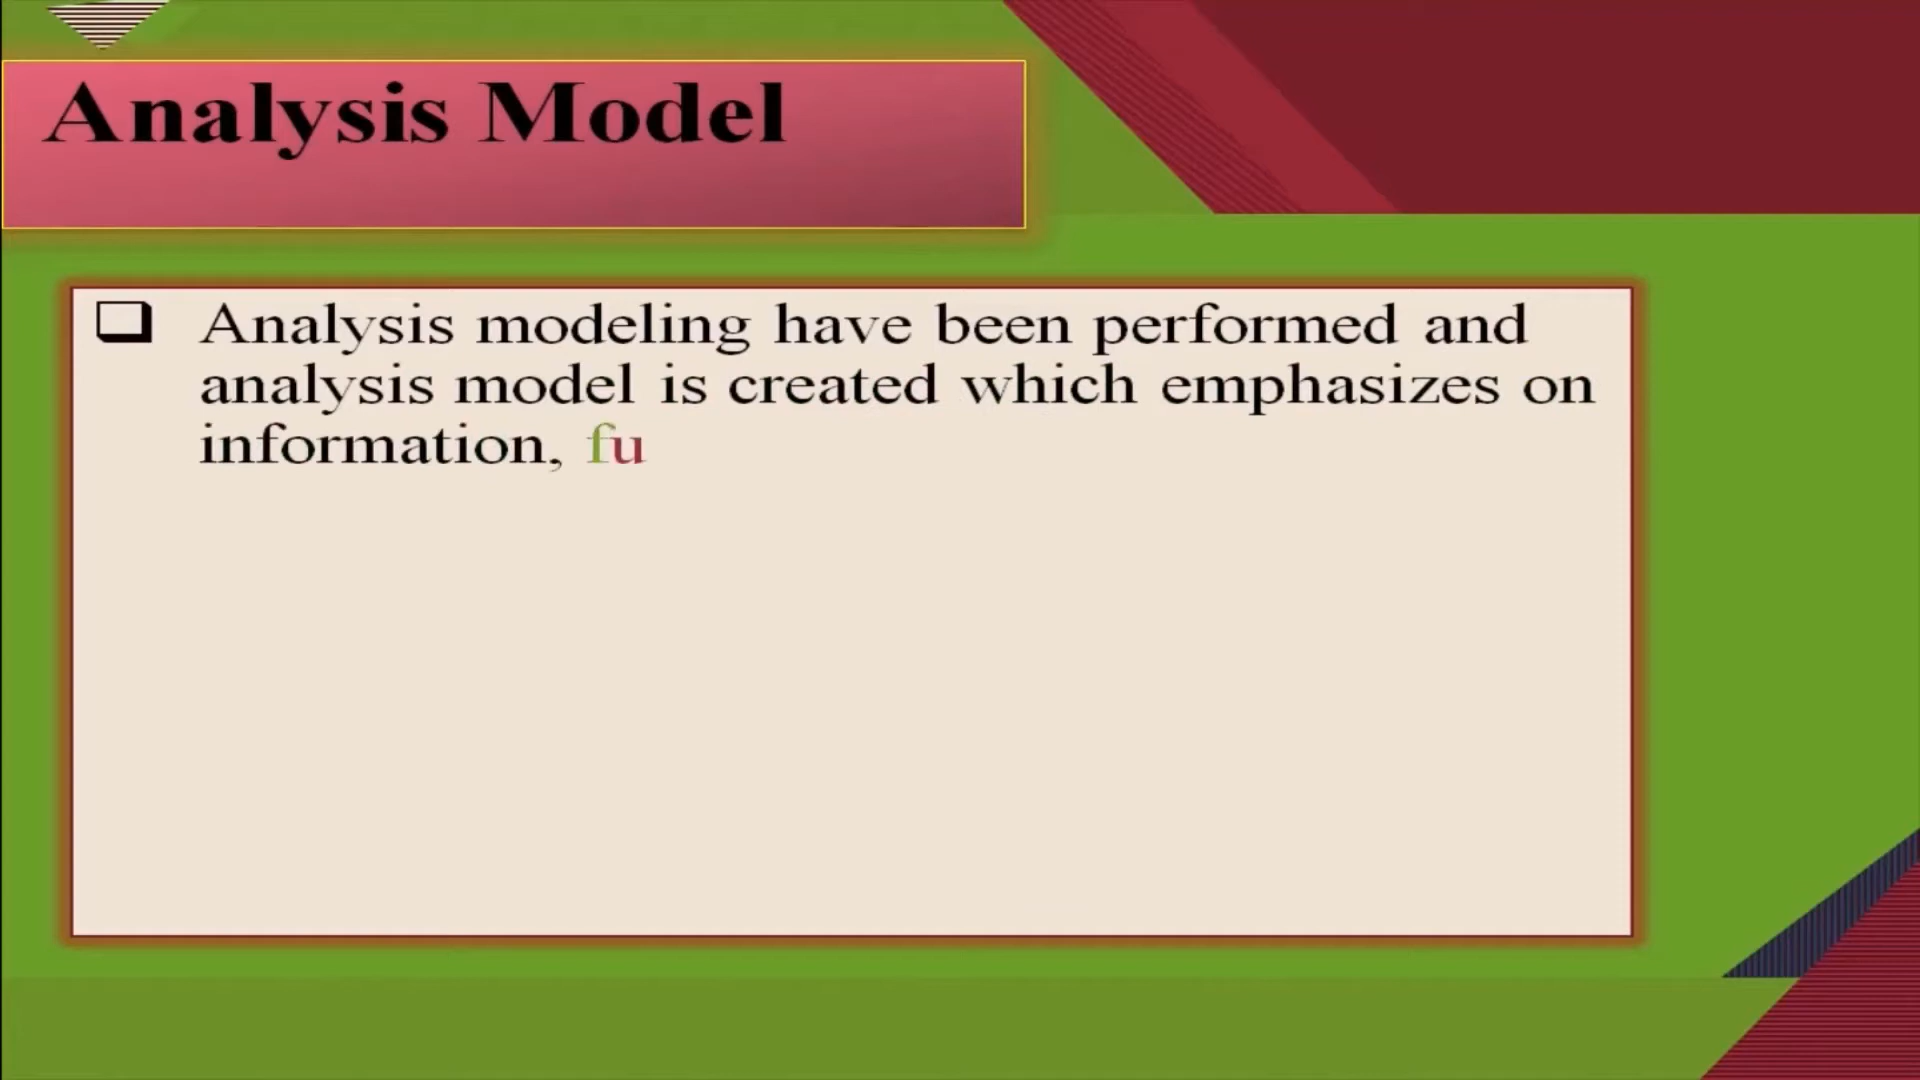 Analysis Model
Analysis modeling have been performed and
analysis model is created which emphasizes on
information, fu